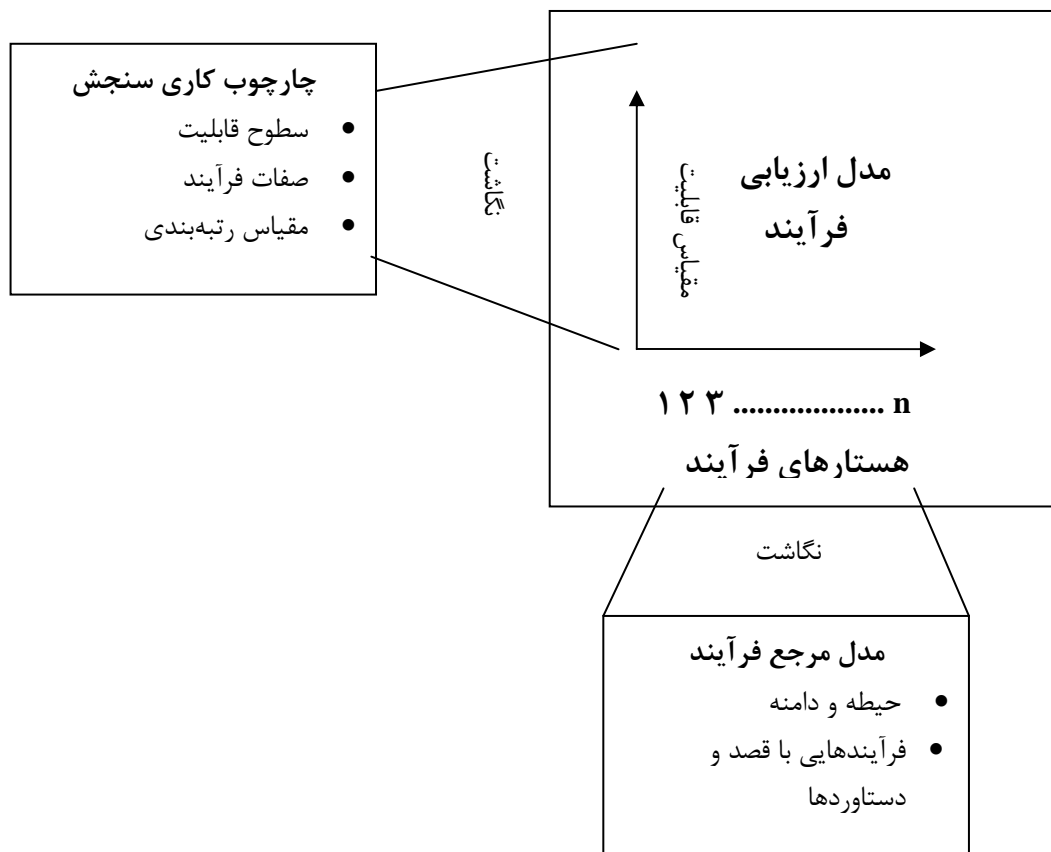 چارچوب کاری سنجش
• سطوح قابلیت
• صفات فرآیند
• مقیاس رتبه‌بندی
نگاشت
مقیاس قابلیت
مدل ارزیابی
فرآیند
۱ ۲ ۳ ................... n
هستارهای فرآیند
نگاشت
مدل مرجع فرآیند
• حیطه و دامنه
• فرآیندهایی با قصد و
دستاوردها